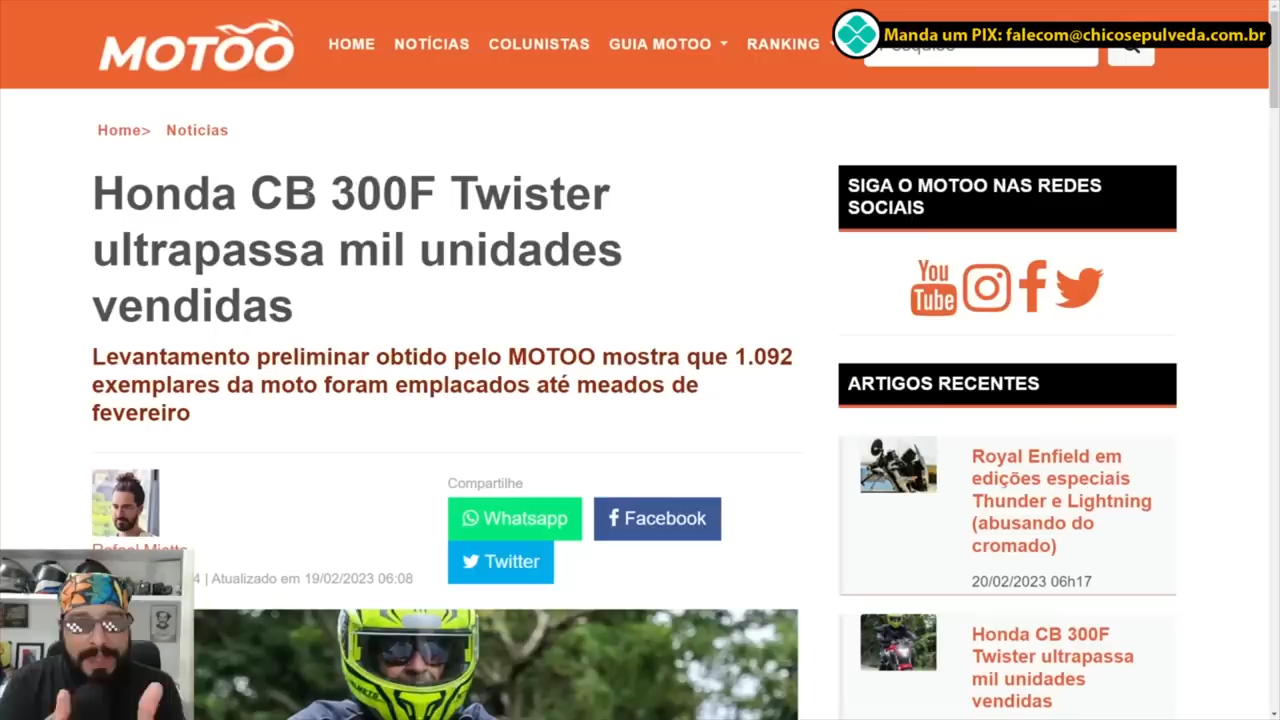 MOTOO
HOME
NOTÍCIAS
COLUNISTAS
GUIA MOTOO
RANKING
Manda um PIX: falecom@chicosepulveda.com.br
Home>
Noticias
Honda CB 300F Twister
ultrapassa mil unidades
vendidas
Levantamento preliminar obtido pelo MOTOO mostra que 1.092
exemplares da moto foram emplacados até meados de
fevereiro
Compartilhe
Whatsapp
Facebook
Twitter
4 | Atualizado em 19/02/2023 06:08
SIGA O MOTOO NAS REDES
SOCIAIS
You
Tube
ARTIGOS RECENTES
Royal Enfield em
edições especiais
Thunder e Lightning
(abusando do
cromado)
20/02/2023 06h17
Honda CB 300F
Twister ultrapassa
mil unidades
vendidas